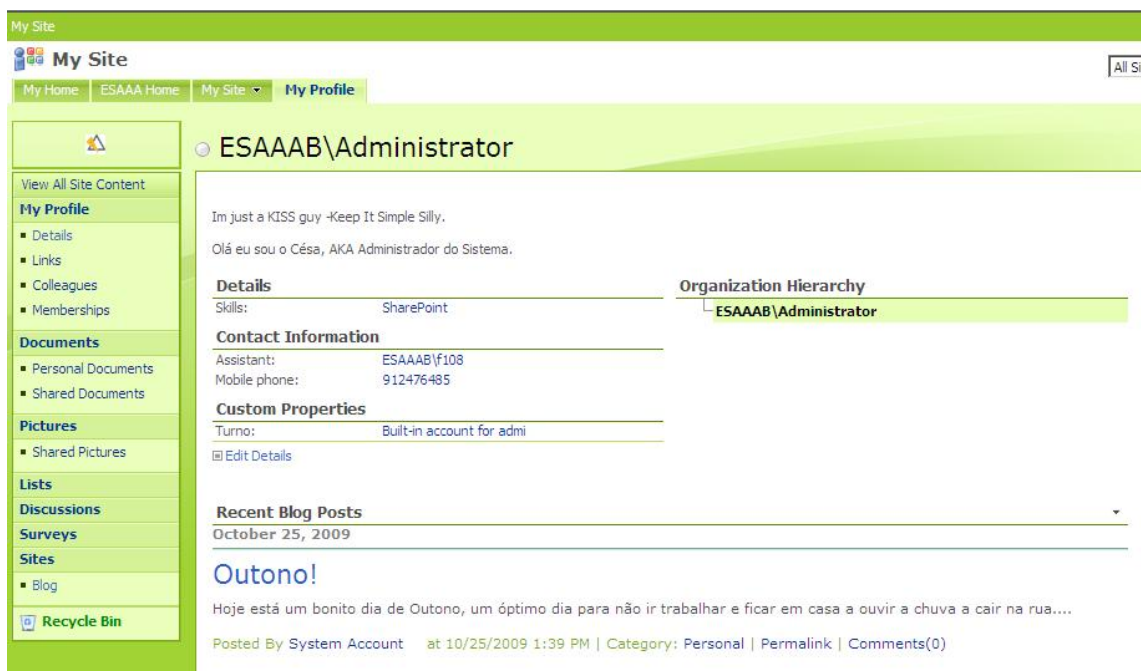 My Site
My Site
All Si
My Home ESAAA Home My Site My Profile
ESAAAB\Administrator
View All Site Content
My Profile
Details
Links
Colleagues
Memberships
Documents
Personal Documents
Shared Documents
Pictures
Shared Pictures
Lists
Discussions
Surveys
Sites
Blog
Recycle Bin
Im just a KISS guy -Keep It Simple Silly.
Olá eu sou o Césa, AKA Administrador do Sistema.
Details
Skills: SharePoint
Contact Information
Assistant: ESAAAB\f108
Mobile phone: 912476485
Custom Properties
Turno: Built-in account for admi
Edit Details
Organization Hierarchy
ESAAAB\Administrator
Recent Blog Posts
October 25, 2009
Outono!
Hoje está um bonito dia de Outono, um óptimo dia para não ir trabalhar e ficar em casa a ouvir a chuva a cair na rua....
Posted By System Account at 10/25/2009 1:39 PM | Category: Personal | Permalink | Comments(0)